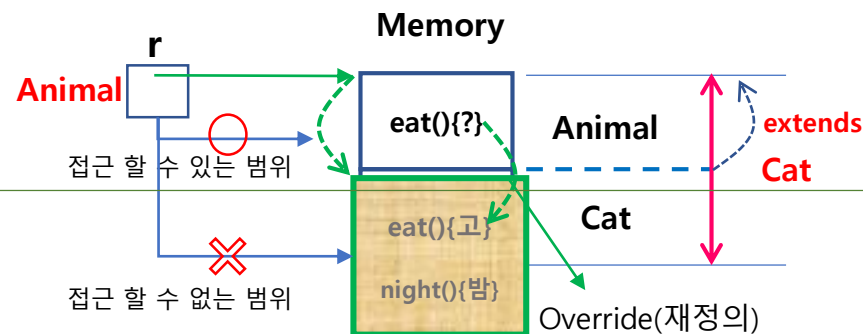 Memory
r
Animal
eat(){?}
Animal
extends
접근 할 수 있는 범위
Cat
Cat
eat(){고}
night(){밤}
접근 할 수 없는 범위
Override(재정의)